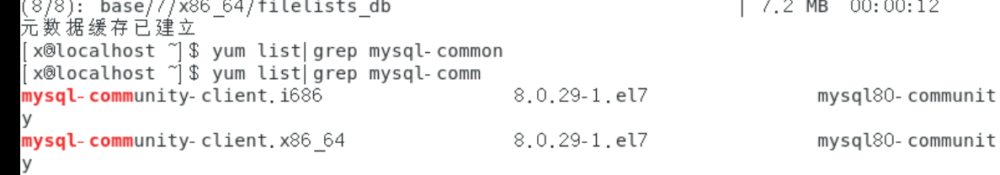 (8/8): base/7/x86_64/filelists_db | 7.2 MB 00:00:12
元数据缓存已建立
[x@localhost ~]$ yum list|grep mysql-common
[x@localhost ~]$ yum list|grep mysql-comm
mysql-community-client.i686 8.0.29-1.el7 mysql80-communit
y
mysql-community-client.x86_64 8.0.29-1.el7 mysql80-communit
y